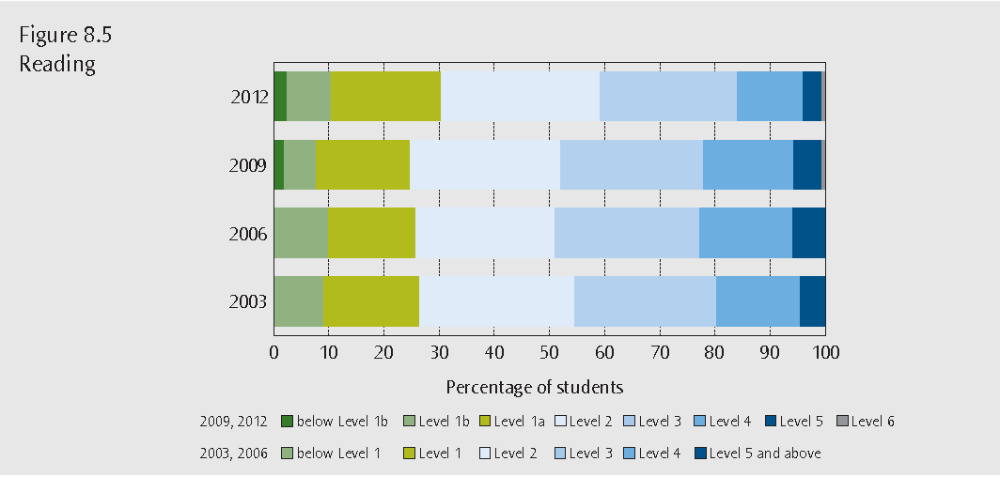 Figure 8.5
Reading
2012
2009
2006
2003
0 10 20 30 40 50 60 70 80 90 100
Percentage of students
2009, 2012 below Level 1b Level 1b Level 1a Level 2 Level 3 Level 4 Level 5 Level 6
2003, 2006 below Level 1 Level 1 Level 2 Level 3 Level 4 Level 5 and above